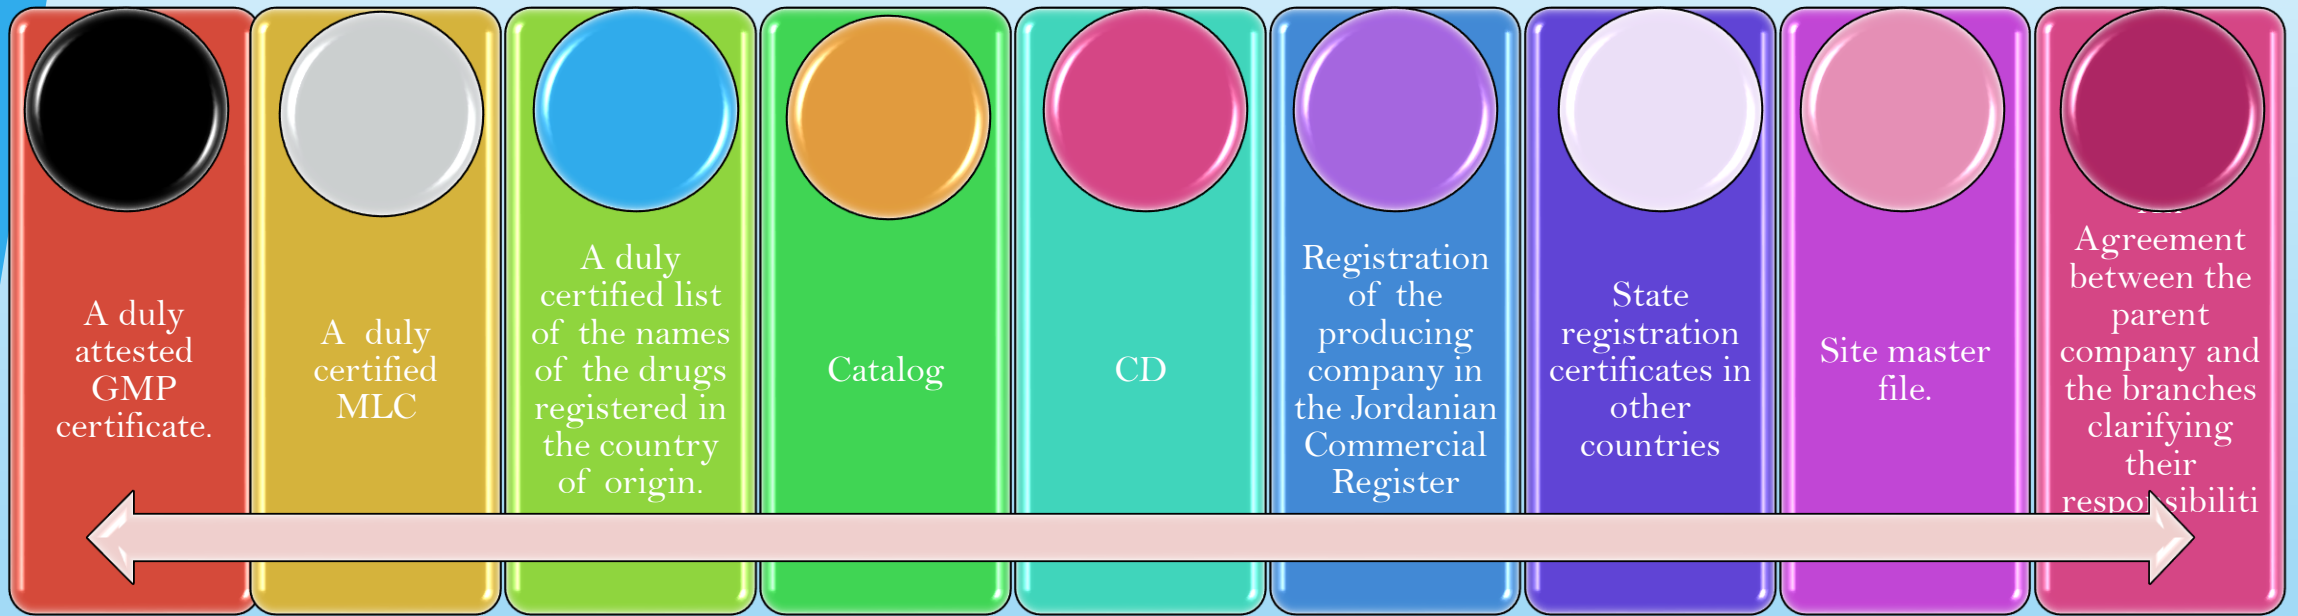 A duly
attested
GMP
certificate.
A duly
certified
MLC
A duly
certified list
of the names
of the drugs
registered in
the country
of origin.
Catalog
CD
Registration
of the
producing
company in
the Jordanian
Commercial
Register
State
registration
certificates in
other
countries
Site master
file.
Agreement
between the
parent
company and
the branches
clarifying
their
responsibiliti